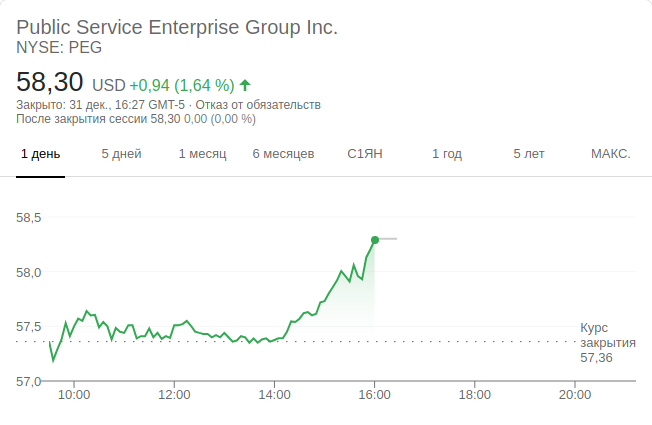 Public Service Enterprise Group Inc.
NYSE: PEG
58,30 USD +0,94 (1,64 %)
Закрыто: 31 дек., 16:27 GMT-5 · Отказ от обязательств
После закрытия сессии 58,30 0,00 (0,00 %)
1 день 5 дней 1 месяц 6 месяцев С1ЯН 1 год 5 лет МАКС.
58,5
58,0
57,5
Курс
закрытия
57,36
57,0
10:00 12:00 14:00 16:00 18:00 20:00